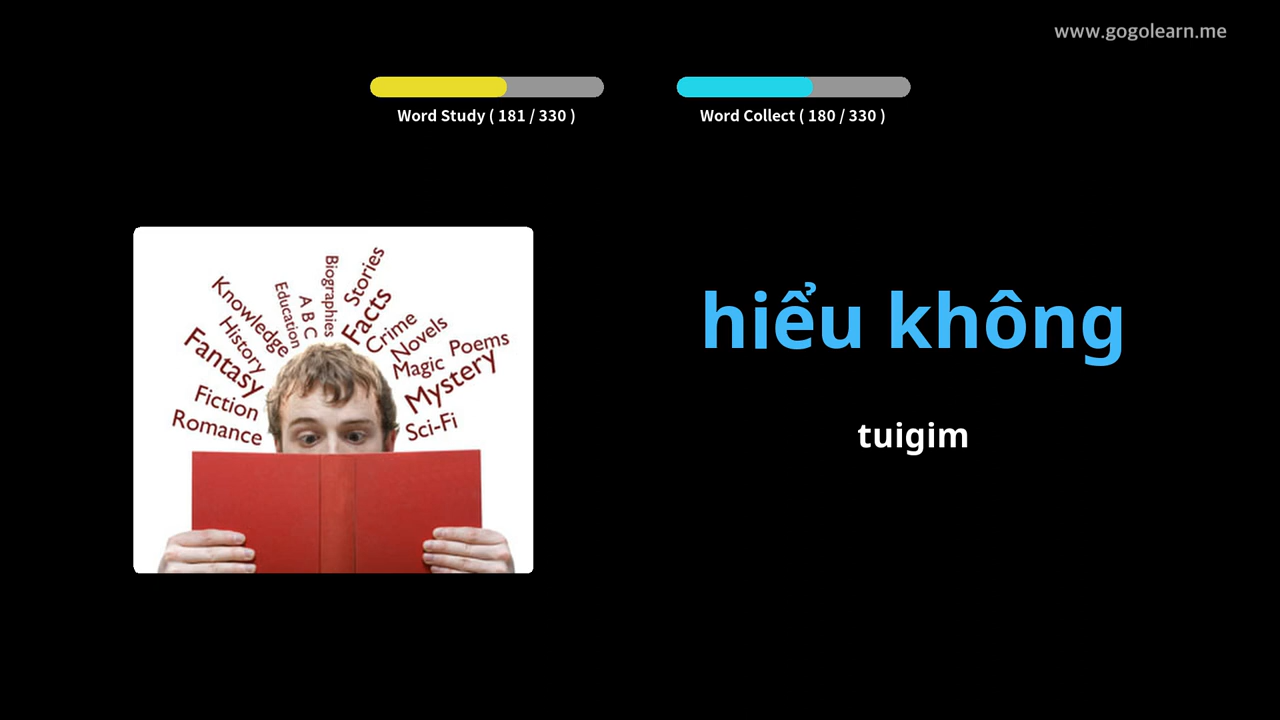 www.gogolearn.me
Word Study ( 181 / 330 )
Word Collect ( 180 / 330 )
Biographies
Stories
Education
A B C
Facts
Knowledge
Crime
History
Novels
Poems
Fantasy
Magic
Mystery
Fiction
Romance
Sci-Fi
hiểu không
tuigim